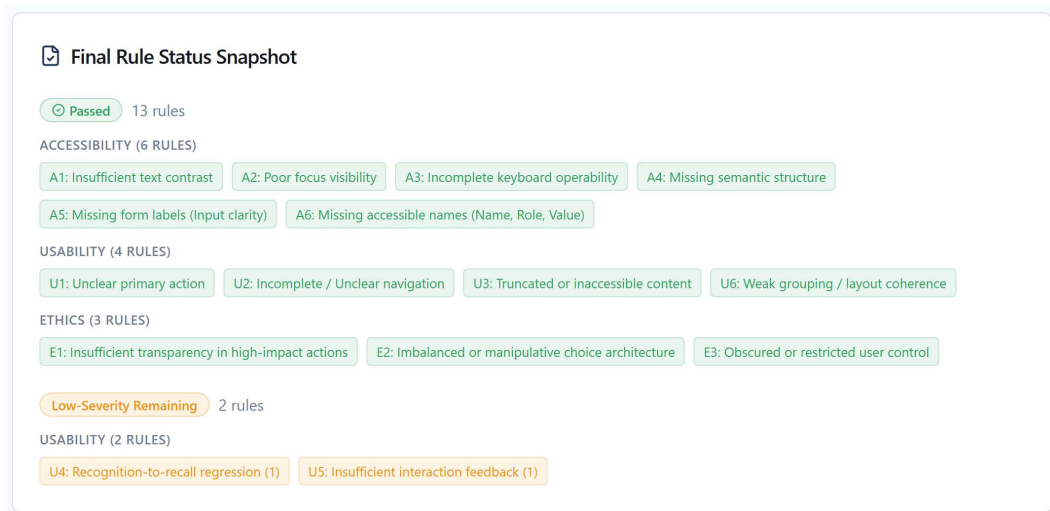 Final Rule Status Snapshot
Passed 13 rules
ACCESSIBILITY (6 RULES)
A1: Insufficient text contrast A2: Poor focus visibility A3: Incomplete keyboard operability A4: Missing semantic structure
A5: Missing form labels (Input clarity) A6: Missing accessible names (Name, Role, Value)
USABILITY (4 RULES)
U1: Unclear primary action U2: Incomplete / Unclear navigation U3: Truncated or inaccessible content U6: Weak grouping / layout coherence
ETHICS (3 RULES)
E1: Insufficient transparency in high-impact actions E2: Imbalanced or manipulative choice architecture E3: Obscured or restricted user control
Low-Severity Remaining 2 rules
USABILITY (2 RULES)
U4: Recognition-to-recall regression (1) U5: Insufficient interaction feedback (1)